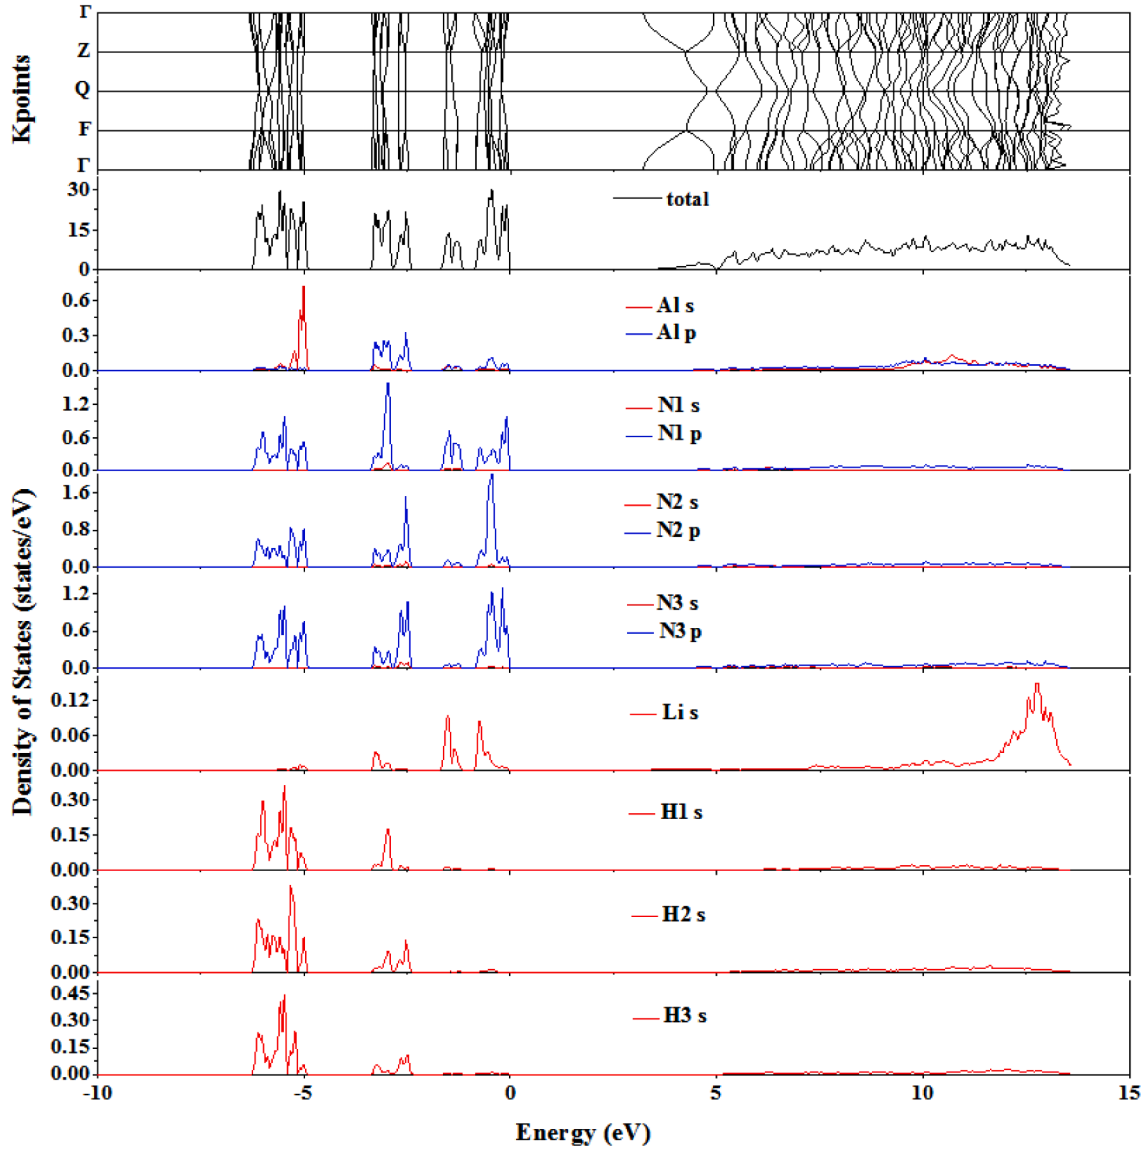 Γ
Z
Q
F
Γ
Kpoints
30
15
0
total
0.6
0.3
0.0
Al s
Al p
1.2
0.6
0.0
N1 s
N1 p
1.6
0.8
0.0
N2 s
N2 p
1.2
0.6
0.0
N3 s
N3 p
0.12
0.06
0.00
Li s
0.30
0.15
0.00
H1 s
0.30
0.15
0.00
H2 s
0.45
0.30
0.15
0.00
H3 s
Density of States (states/eV)
-10 -5 0 5 10 15
Energy (eV)